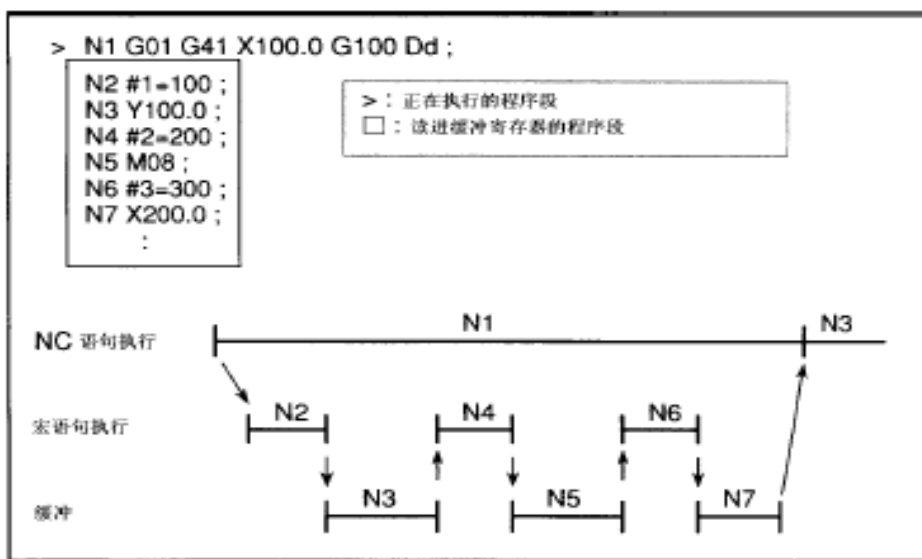 > N1 G01 G41 X100.0 G100 Dd ;
N2 #1=100 ;
N3 Y100.0 ;
N4 #2=200 ;
N5 M08 ;
N6 #3=300 ;
N7 X200.0 ;
:
> : 正在执行的程序段
□ : 读进缓冲寄存器的程序段
NC 语句执行
N1
N3
宏语句执行
N2
N4
N6
缓冲
N3
N5
N7